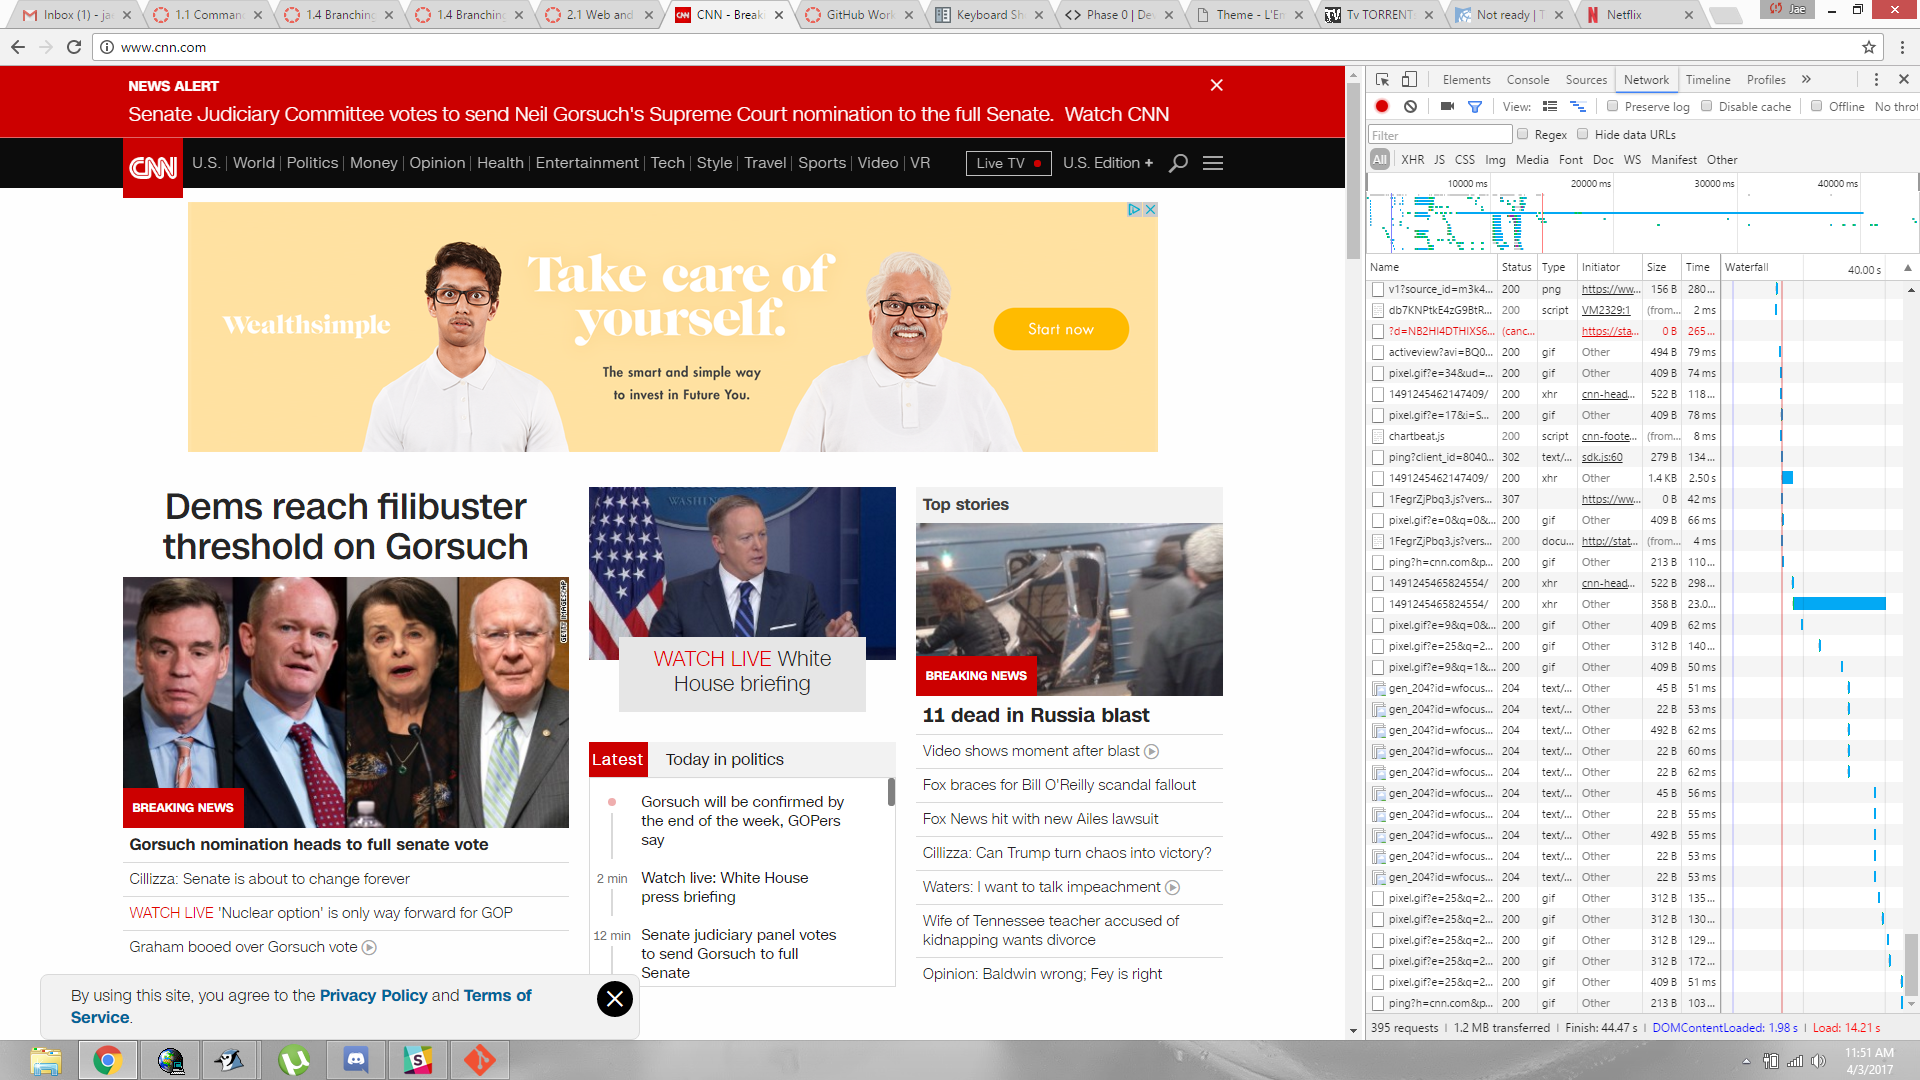 Inbox (1) - ja
1.1 Comman
1.4 Branching
1.4 Branching
2.1 Web and
CNN - Break
GitHub Work
Keyboard Sh
Phase 0 | De
Theme - L'E
Tv TORRENT
Not ready | T
Netflix
Jae
www.cnn.com
NEWS ALERT
Senate Judiciary Committee votes to send Neil Gorsuch's Supreme Court nomination to the full Senate. Watch CNN
CNN
U.S. | World | Politics | Money | Opinion | Health | Entertainment | Tech | Style | Travel | Sports | Video | VR
Live TV
U.S. Edition +
Wealthsimple
Take care of
yourself.
The smart and simple way
to invest in Future You.
Start now
Dems reach filibuster
threshold on Gorsuch
GETTY IMAGES/AP
BREAKING NEWS
Gorsuch nomination heads to full senate vote
Cillizza: Senate is about to change forever
WATCH LIVE 'Nuclear option' is only way forward for GOP
Graham booed over Gorsuch vote
WASHINGTON
WATCH LIVE White
House briefing
Latest
Today in politics
Gorsuch will be confirmed by
the end of the week, GOPers
say
2 min
Watch live: White House
press briefing
12 min
Senate judiciary panel votes
to send Gorsuch to full
Senate
Top stories
BREAKING NEWS
11 dead in Russia blast
Video shows moment after blast
Fox braces for Bill O'Reilly scandal fallout
Fox News hit with new Ailes lawsuit
Cillizza: Can Trump turn chaos into victory?
Waters: I want to talk impeachment
Wife of Tennessee teacher accused of
kidnapping wants divorce
Opinion: Baldwin wrong; Fey is right
By using this site, you agree to the Privacy Policy and Terms of
Service.
Elements Console Sources Network Timeline Profiles »
View: Preserve log Disable cache Offline No throt
Filter Regex Hide data URLs
All XHR JS CSS Img Media Font Doc WS Manifest Other
10000 ms 20000 ms 30000 ms 40000 ms
Name Status Type Initiator Size Time Waterfall 40.00 s
v1?source_id=m3k4... 200 png https://ww... 156 B 280...
db7KNPtkE4zG9BtR... 200 script VM2329:1 (from... 2 ms
?d=NB2HI4DTHIXS6... (canc... https://sta... 0 B 265...
activeview?avi=BQ0... 200 gif Other 494 B 79 ms
pixel.gif?e=34&ud=... 200 gif Other 409 B 74 ms
1491245462147409/ 200 xhr cnn-head... 522 B 118...
pixel.gif?e=17&i=S... 200 gif Other 409 B 78 ms
chartbeat.js 200 script cnn-foote... (from... 8 ms
ping?client_id=8040... 302 text/... sdk.js:60 279 B 134...
1491245462147409/ 200 xhr Other 1.4 KB 2.50 s
1FegrZjPbq3.js?vers... 307 https://ww... 0 B 42 ms
pixel.gif?e=0&q=0&... 200 gif Other 409 B 66 ms
1FegrZjPbq3.js?vers... 200 docu... http://stat... (from... 4 ms
ping?h=cnn.com&p... 200 gif Other 213 B 110...
1491245465824554/ 200 xhr cnn-head... 522 B 298...
1491245465824554/ 200 xhr Other 358 B 23.0...
pixel.gif?e=9&q=0&... 200 gif Other 409 B 62 ms
pixel.gif?e=25&q=2... 200 gif Other 312 B 140...
pixel.gif?e=9&q=1&... 200 gif Other 409 B 50 ms
gen_204?id=wfocus... 204 text/... Other 45 B 51 ms
gen_204?id=wfocus... 204 text/... Other 22 B 53 ms
gen_204?id=wfocus... 204 text/... Other 492 B 62 ms
gen_204?id=wfocus... 204 text/... Other 22 B 60 ms
gen_204?id=wfocus... 204 text/... Other 22 B 62 ms
gen_204?id=wfocus... 204 text/... Other 45 B 56 ms
gen_204?id=wfocus... 204 text/... Other 22 B 55 ms
gen_204?id=wfocus... 204 text/... Other 492 B 55 ms
gen_204?id=wfocus... 204 text/... Other 22 B 53 ms
gen_204?id=wfocus... 204 text/... Other 22 B 53 ms
pixel.gif?e=25&q=2... 200 gif Other 312 B 135...
pixel.gif?e=25&q=2... 200 gif Other 312 B 130...
pixel.gif?e=25&q=2... 200 gif Other 312 B 129...
pixel.gif?e=25&q=2... 200 gif Other 312 B 172...
pixel.gif?e=25&q=2... 200 gif Other 409 B 51 ms
ping?h=cnn.com&p... 200 gif Other 213 B 103...
395 requests | 1.2 MB transferred | Finish: 44.47 s | DOMContentLoaded: 1.98 s | Load: 14.21 s
11:51 AM
4/3/2017